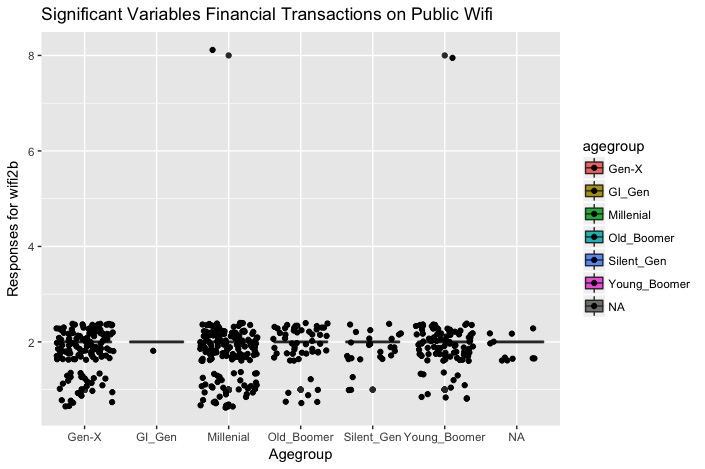 Significant Variables Financial Transactions on Public Wifi
Responses for wifi2b
8
6
4
2
Gen-X GI_Gen Millenial Old_Boomer Silent_Gen Young_Boomer NA
Agegroup
agegroup
Gen-X
GI_Gen
Millenial
Old_Boomer
Silent_Gen
Young_Boomer
NA